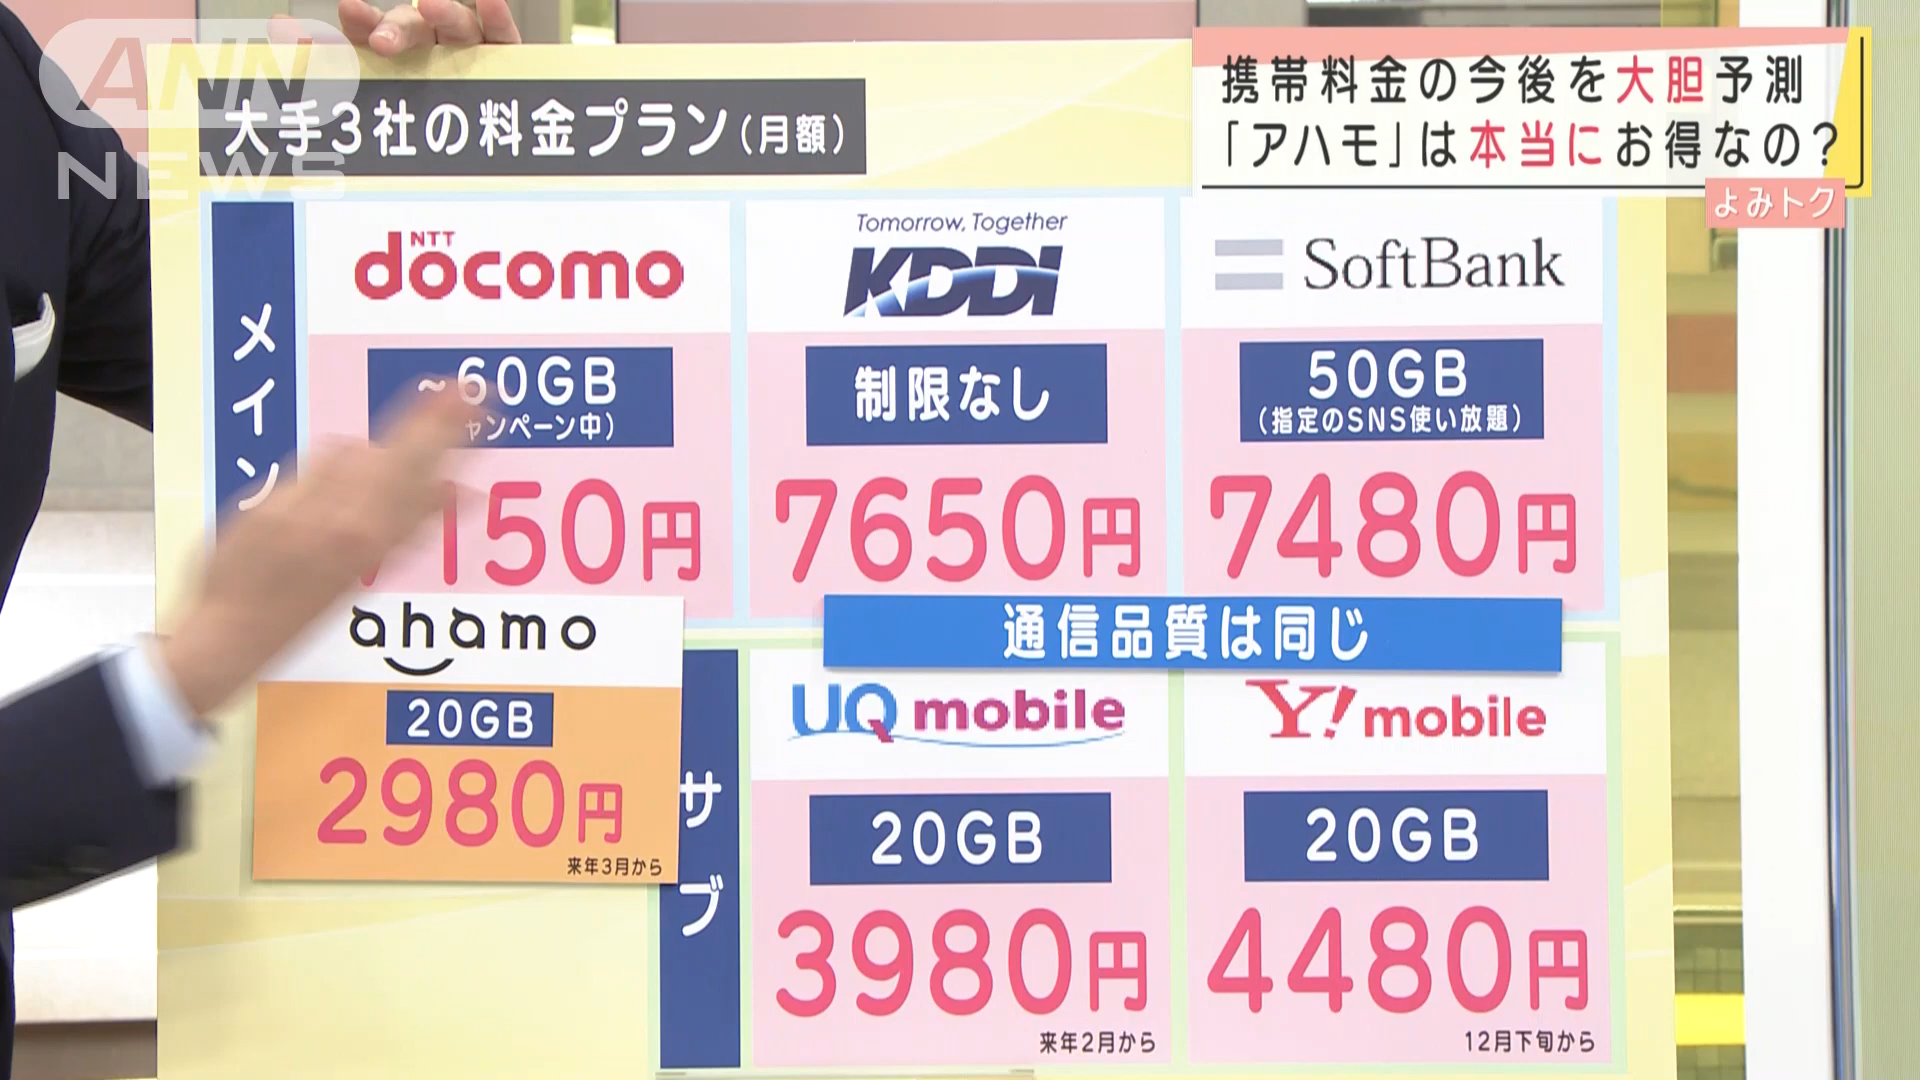 ANN
NEWS
大手3社の料金プラン(月額)
携帯料金の今後を大胆予測
「アハモ」は本当にお得なの?
よみトク
メイン
NTT
docomo
~60GB
ャンペーン中)
150円
Tomorrow, Together
KDDI
制限なし
7650円
SoftBank
50GB
(指定のSNS使い放題)
7480円
通信品質は同じ
ahamo
20GB
2980円
来年3月から
サブ
UQ mobile
20GB
3980円
来年2月から
Y!mobile
20GB
4480円
12月下旬から